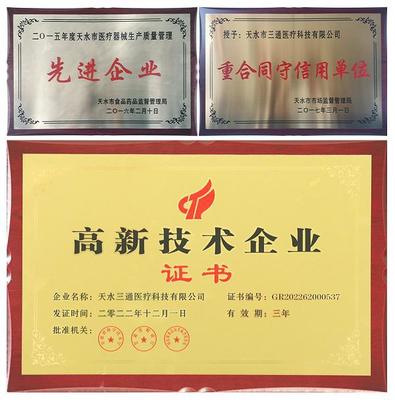 二〇一五年度天水市医疗器械生产质量管理
先进企业
天水市食品药品监督管理局
二〇一六年二月十日
授予：天水市三通医疗科技有限公司
重合同守信用单位
天水市市场监督管理局
二〇一七年三月一日
高新技术企业
证书
企业名称：天水三通医疗科技有限公司
证书编号：GR202262000537
发证时间：二〇二二年十二月一日
有效期：三年
批准机关：